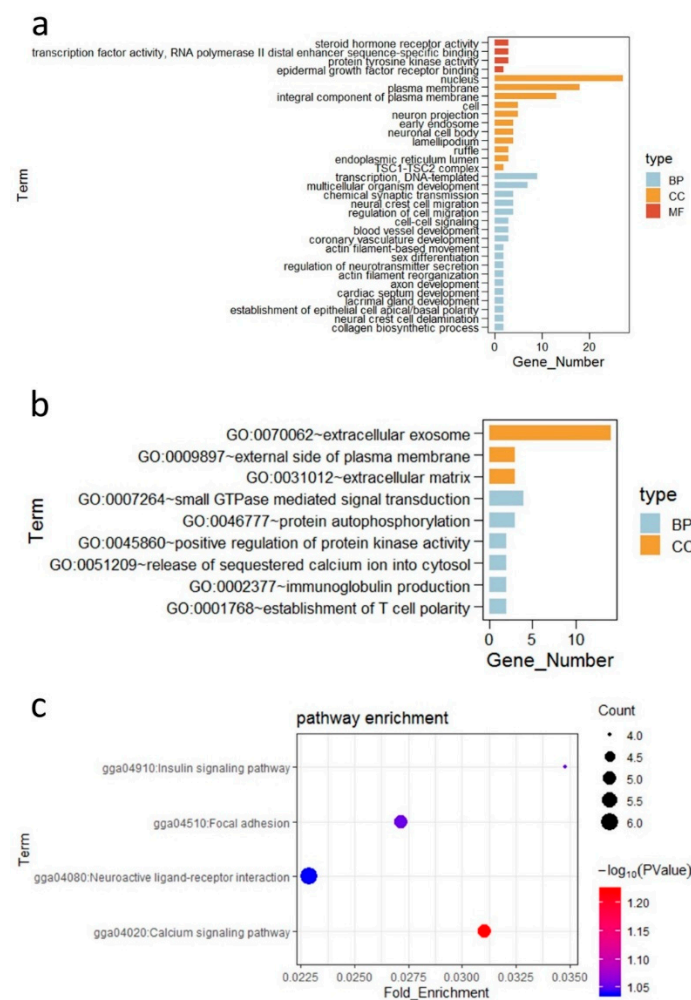 a
steroid hormone receptor activity
transcription factor activity, RNA polymerase II distal enhancer sequence-specific binding
protein tyrosine kinase activity
epidermal growth factor receptor binding
nucleus
plasma membrane
integral component of plasma membrane
cell
neuron projection
early endosome
neuronal cell body
lamellipodium
ruffle
endoplasmic reticulum lumen
TSC1-TSC2 complex
transcription, DNA-templated
multicellular organism development
chemical synaptic transmission
neural crest cell migration
regulation of cell migration
cell-cell signaling
blood vessel development
coronary vasculature development
actin filament-based movement
sex differentiation
regulation of neurotransmitter secretion
actin filament reorganization
axon development
cardiac septum development
lacrimal gland development
establishment of epithelial cell apical/basal polarity
neural crest cell delamination
collagen biosynthetic process
Term
0 10 20
Gene_Number
type
BP
CC
MF
b
GO:0070062~extracellular exosome
GO:0009897~external side of plasma membrane
GO:0031012~extracellular matrix
GO:0007264~small GTPase mediated signal transduction
GO:0046777~protein autophosphorylation
GO:0045860~positive regulation of protein kinase activity
GO:0051209~release of sequestered calcium ion into cytosol
GO:0002377~immunoglobulin production
GO:0001768~establishment of T cell polarity
Term
0 5 10
Gene_Number
type
BP
CC
c
pathway enrichment
gga04910:Insulin signaling pathway
gga04510:Focal adhesion
gga04080:Neuroactive ligand-receptor interaction
gga04020:Calcium signaling pathway
Term
0.0225 0.0250 0.0275 0.0300 0.0325 0.0350
Fold_Enrichment
Count
4.0
4.5
5.0
5.5
6.0
−log₁₀(PValue)
1.20
1.15
1.10
1.05